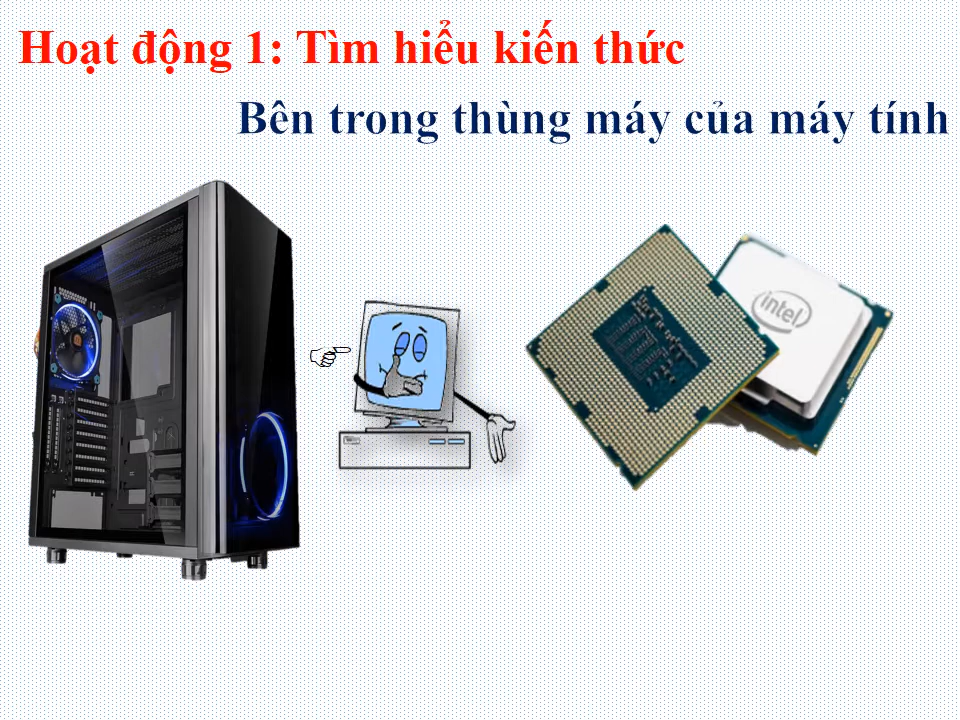 Hoạt động 1: Tìm hiểu kiến thức
Bên trong thùng máy của máy tính
intel